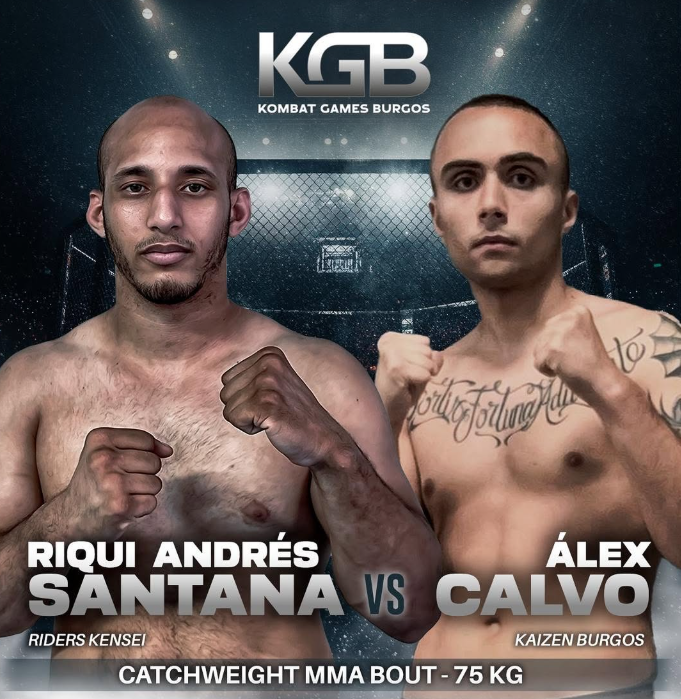 KGB
KOMBAT GAMES BURGOS
Fortuna
RIQUI ANDRÉS
SANTANA
VS
ÁLEX
CALVO
RIDERS KENSEI
KAIZEN BURGOS
CATCHWEIGHT MMA BOUT - 75 KG